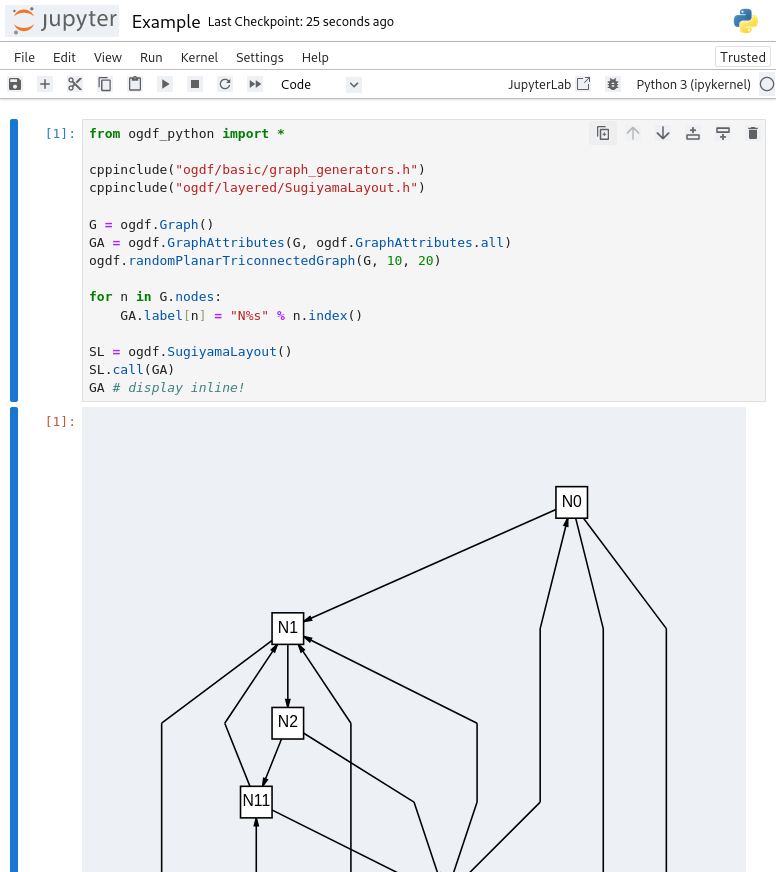 jupyter Example Last Checkpoint: 25 seconds ago
File Edit View Run Kernel Settings Help Trusted
Code JupyterLab Python 3 (ipykernel)
[1]: from ogdf_python import *
cppinclude("ogdf/basic/graph_generators.h")
cppinclude("ogdf/layered/SugiyamaLayout.h")
G = ogdf.Graph()
GA = ogdf.GraphAttributes(G, ogdf.GraphAttributes.all)
ogdf.randomPlanarTriconnectedGraph(G, 10, 20)
for n in G.nodes:
    GA.label[n] = "N%s" % n.index()
SL = ogdf.SugiyamaLayout()
SL.call(GA)
GA # display inline!
[1]:
N0
N1
N2
N11